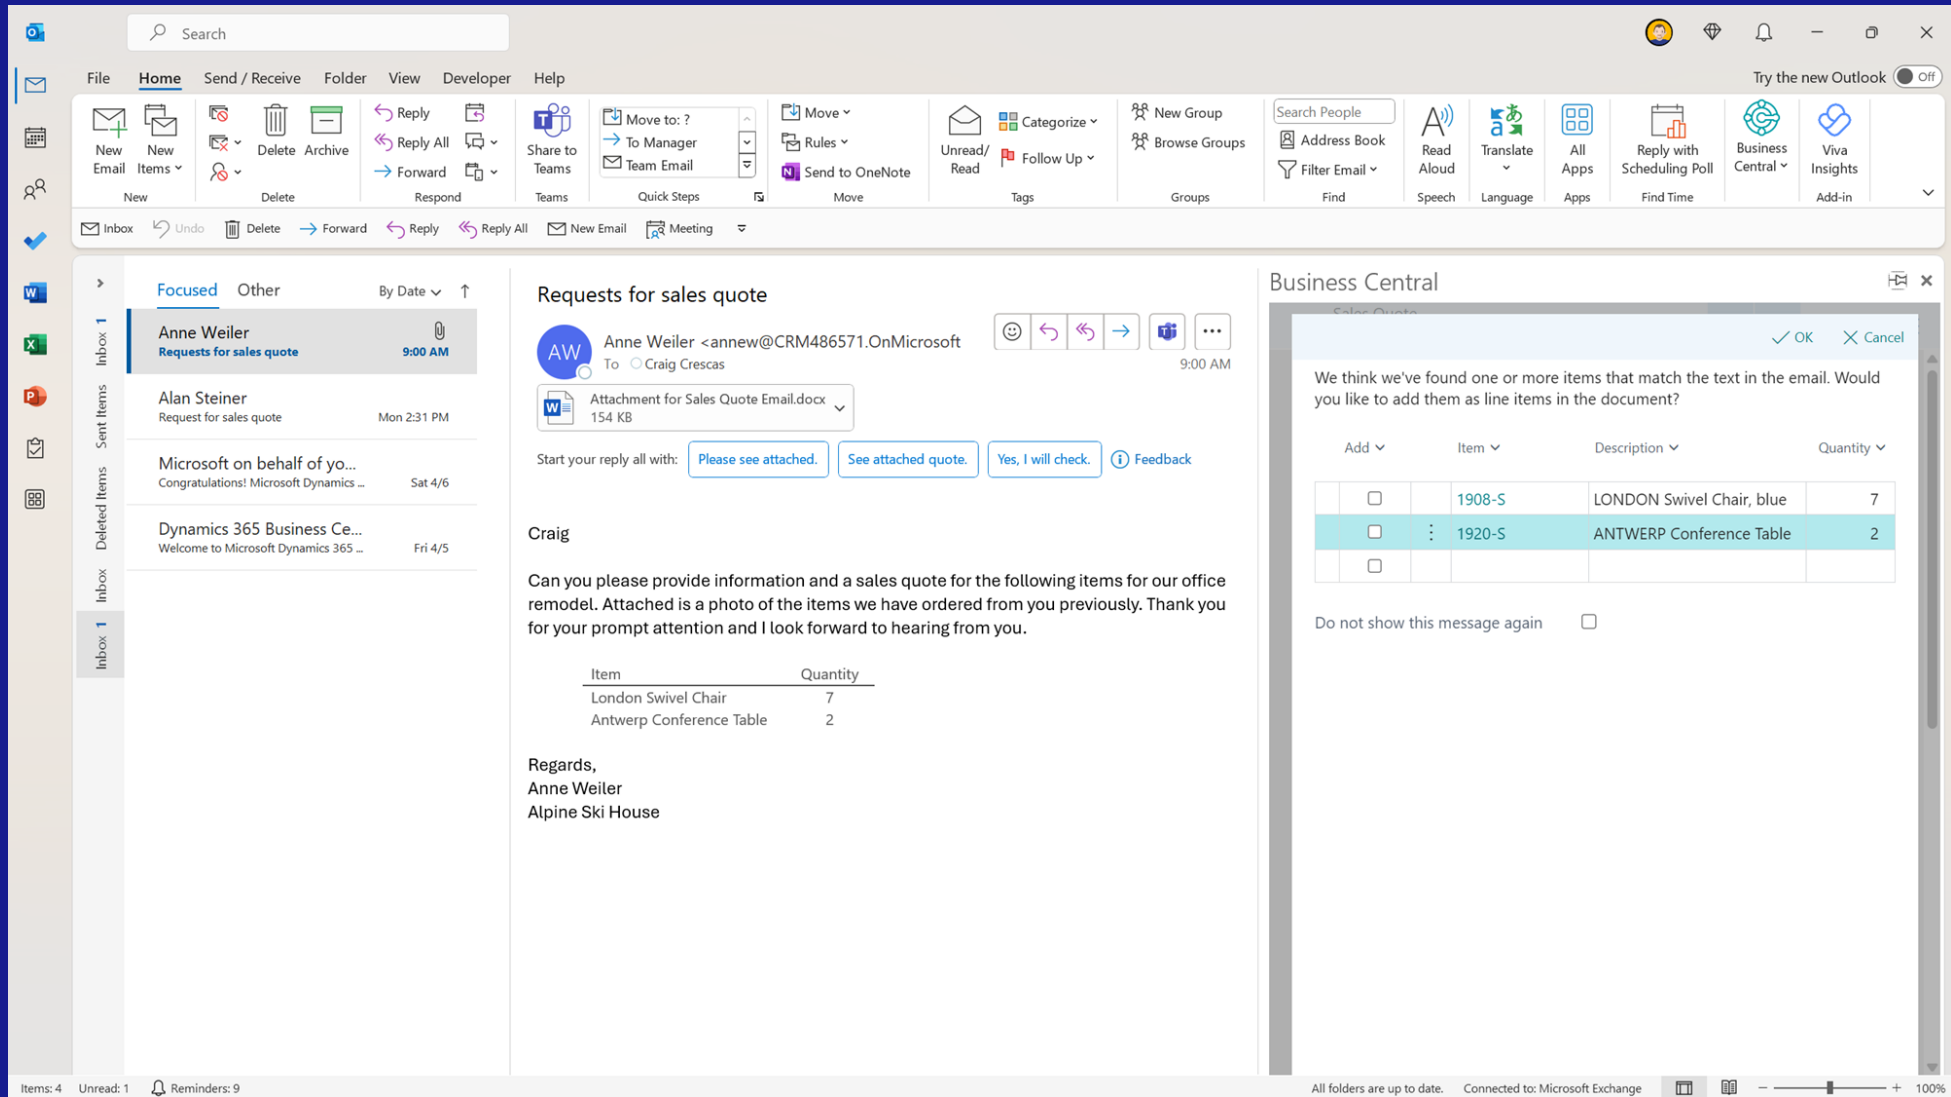 Search
File Home Send / Receive Folder View Developer Help
Try the new Outlook Off
New Email
New Items
New
Delete
Archive
Delete
Reply
Reply All
Forward
Respond
Share to Teams
Teams
Move to: ?
To Manager
Team Email
Quick Steps
Move
Rules
Send to OneNote
Move
Unread/ Read
Categorize
Follow Up
Tags
New Group
Browse Groups
Groups
Search People
Address Book
Filter Email
Find
Read Aloud
Speech
Translate
Language
All Apps
Apps
Reply with Scheduling Poll
Find Time
Business Central
Viva Insights
Add-in
Inbox Undo Delete Forward Reply Reply All New Email Meeting
Inbox 1
Sent Items
Deleted Items
Inbox
Inbox 1
Focused Other By Date
Anne Weiler
Requests for sales quote 9:00 AM
Alan Steiner
Request for sales quote Mon 2:31 PM
Microsoft on behalf of yo...
Congratulations! Microsoft Dynamics ... Sat 4/6
Dynamics 365 Business Ce...
Welcome to Microsoft Dynamics 365 ... Fri 4/5
Requests for sales quote
AW
Anne Weiler <annew@CRM486571.OnMicrosoft
To Craig Crescas
9:00 AM
Attachment for Sales Quote Email.docx
154 KB
Start your reply all with: Please see attached. See attached quote. Yes, I will check. Feedback
Craig
Can you please provide information and a sales quote for the following items for our office
remodel. Attached is a photo of the items we have ordered from you previously. Thank you
for your prompt attention and I look forward to hearing from you.
Item Quantity
London Swivel Chair 7
Antwerp Conference Table 2
Regards,
Anne Weiler
Alpine Ski House
Business Central
Sales Quote
OK Cancel
We think we've found one or more items that match the text in the email. Would
you like to add them as line items in the document?
Add Item Description Quantity
1908-S LONDON Swivel Chair, blue 7
1920-S ANTWERP Conference Table 2
Do not show this message again
Items: 4 Unread: 1 Reminders: 9
All folders are up to date. Connected to: Microsoft Exchange 100%